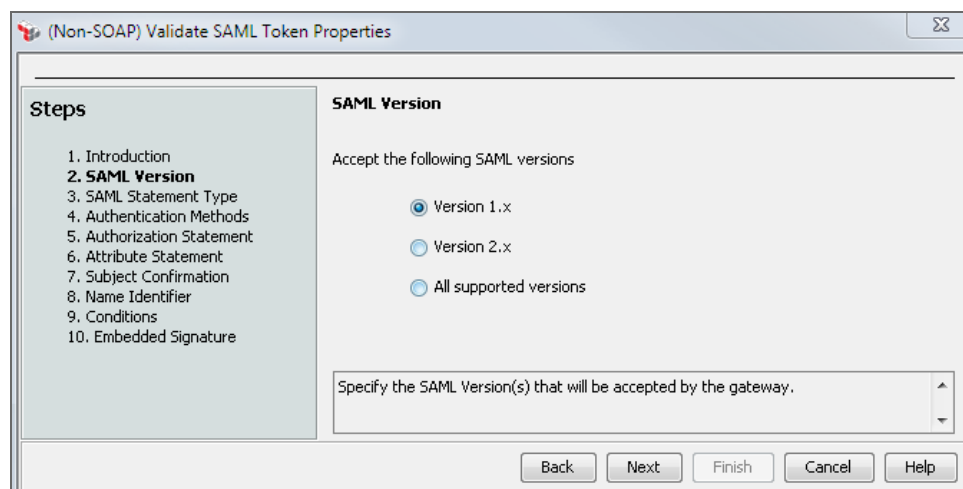 (Non-SOAP) Validate SAML Token Properties
Steps
1. Introduction
2. SAML Version
3. SAML Statement Type
4. Authentication Methods
5. Authorization Statement
6. Attribute Statement
7. Subject Confirmation
8. Name Identifier
9. Conditions
10. Embedded Signature
SAML Version
Accept the following SAML versions
Version 1.x
Version 2.x
All supported versions
Specify the SAML Version(s) that will be accepted by the gateway.
Back
Next
Finish
Cancel
Help